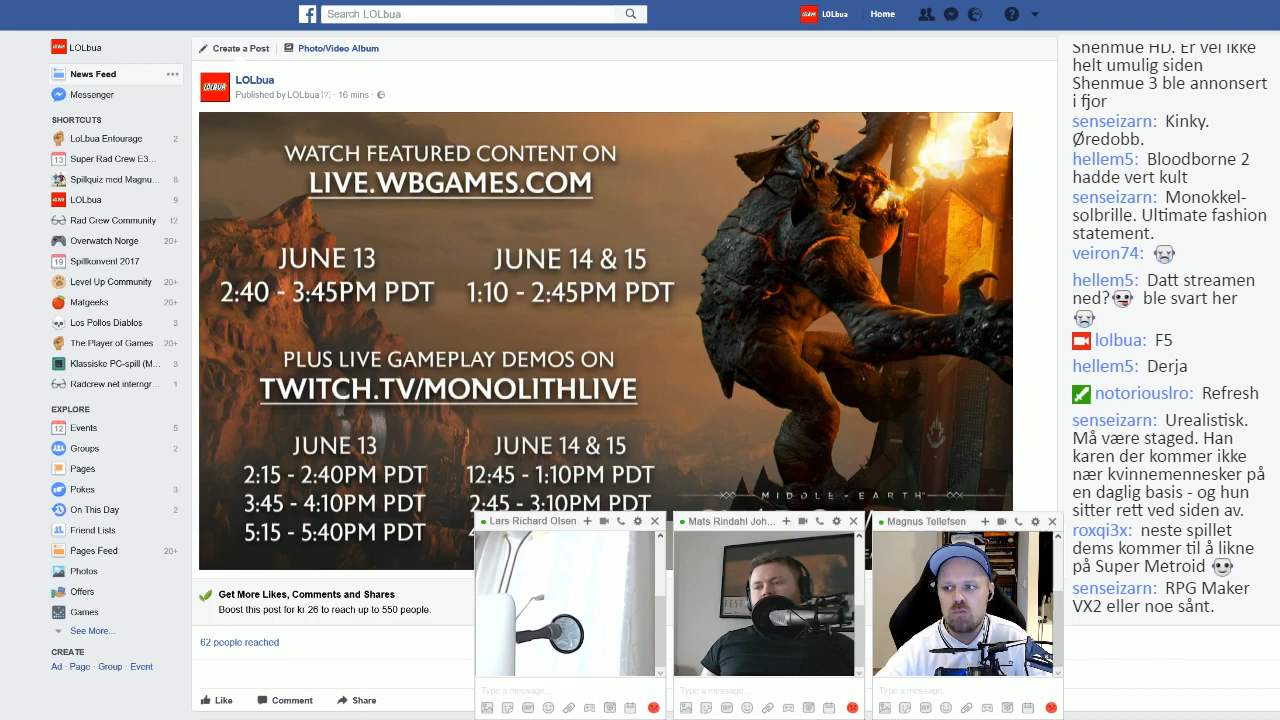 Search LOLbua
LOLbua
Home
LOLbua
News Feed
Messenger
SHORTCUTS
LoLbua Entourage 2
Super Rad Crew E3...
Spillquiz med Magnu... 8
LOLbua 9
Rad Crew Community 12
Overwatch Norge 20+
Spillkonvent 2017
Level Up Community 20+
Matgeeks 20+
Los Pollos Diablos 3
The Player of Games 20+
Klassiske PC-spill (M... 3
Radcrew.net interngr... 1
EXPLORE
Events 5
Groups 2
Pages
Pokes 3
On This Day 2
Friend Lists
Pages Feed 20+
Photos
Offers
Games
See More...
CREATE
Ad · Page · Group · Event
Create a Post
Photo/Video Album
LOLbua
Published by LOLbua [?] · 16 mins ·
WATCH FEATURED CONTENT ON
LIVE.WBGAMES.COM
JUNE 13
2:40 - 3:45PM PDT
JUNE 14 & 15
1:10 - 2:45PM PDT
PLUS LIVE GAMEPLAY DEMOS ON
TWITCH.TV/MONOLITHLIVE
JUNE 13
2:15 - 2:40PM PDT
3:45 - 4:10PM PDT
5:15 - 5:40PM PDT
JUNE 14 & 15
12:45 - 1:10PM PDT
2:45 - 3:10PM PDT
MIDDLE-EARTH
Get More Likes, Comments and Shares
Boost this post for kr 26 to reach up to 550 people.
62 people reached
Like
Comment
Share
Lars Richard Olsen
Type a message...
Mats Rindahl Joh...
Type a message...
Magnus Tellefsen
Type a message...
Shenmue HD. Er vel ikke
helt umulig siden
Shenmue 3 ble annonsert
i fjor
senseizarn: Kinky.
Øredobb.
hellem5: Bloodborne 2
hadde vert kult
senseizarn: Monokkel-
solbrille. Ultimate fashion
statement.
veiron74:
hellem5: Datt streamen
ned? ble svart her
lolbua: F5
hellem5: Derja
notoriouslro: Refresh
senseizarn: Urealistisk.
Må være staged. Han
karen der kommer ikke
nær kvinnemennesker på
en daglig basis - og hun
sitter rett ved siden av.
roxqi3x: neste spillet
dems kommer til å likne
på Super Metroid
senseizarn: RPG Maker
VX2 eller noe sånt.